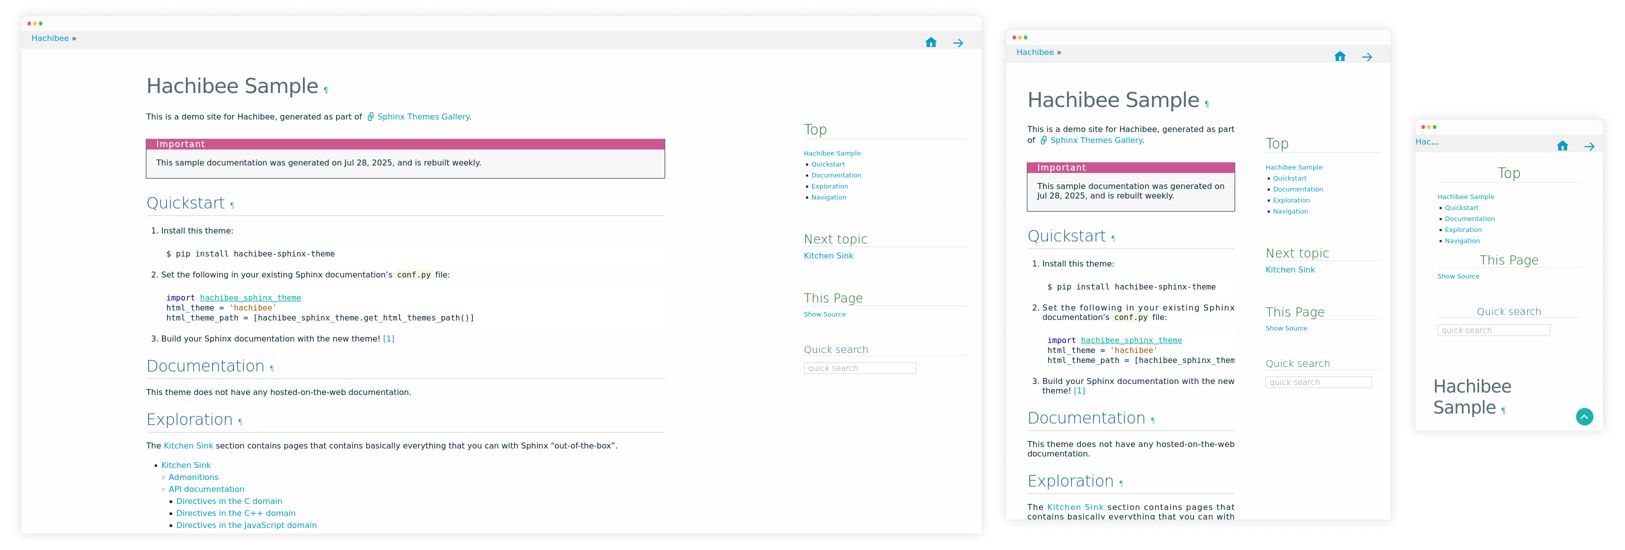 Hachibee »
Hachibee Sample ¶
This is a demo site for Hachibee, generated as part of Sphinx Themes Gallery.
Important
This sample documentation was generated on Jul 28, 2025, and is rebuilt weekly.
Quickstart ¶
1. Install this theme:
$ pip install hachibee-sphinx-theme
2. Set the following in your existing Sphinx documentation’s conf.py file:
import hachibee_sphinx_theme
html_theme = 'hachibee'
html_theme_path = [hachibee_sphinx_theme.get_html_themes_path()]
3. Build your Sphinx documentation with the new theme! [1]
Documentation ¶
This theme does not have any hosted-on-the-web documentation.
Exploration ¶
The Kitchen Sink section contains pages that contains basically everything that you can with Sphinx “out-of-the-box”.
• Kitchen Sink
Admonitions
API documentation
Directives in the C domain
Directives in the C++ domain
Directives in the JavaScript domain
Top
Hachibee Sample
Quickstart
Documentation
Exploration
Navigation
Next topic
Kitchen Sink
This Page
Show Source
Quick search
quick search
Hachibee »
Hachibee Sample ¶
This is a demo site for Hachibee, generated as part
of Sphinx Themes Gallery.
Important
This sample documentation was generated on
Jul 28, 2025, and is rebuilt weekly.
Quickstart ¶
1. Install this theme:
$ pip install hachibee-sphinx-theme
2. Set the following in your existing Sphinx
documentation’s conf.py file:
import hachibee_sphinx_theme
html_theme = 'hachibee'
html_theme_path = [hachibee_sphinx_them
3. Build your Sphinx documentation with the new
theme! [1]
Documentation ¶
This theme does not have any hosted-on-the-web
documentation.
Exploration ¶
The Kitchen Sink section contains pages that
contains basically everything that you can with
Top
Hachibee Sample
Quickstart
Documentation
Exploration
Navigation
Next topic
Kitchen Sink
This Page
Show Source
Quick search
quick search
Hac...
Top
Hachibee Sample
Quickstart
Documentation
Exploration
Navigation
This Page
Show Source
Quick search
quick search
Hachibee
Sample ¶